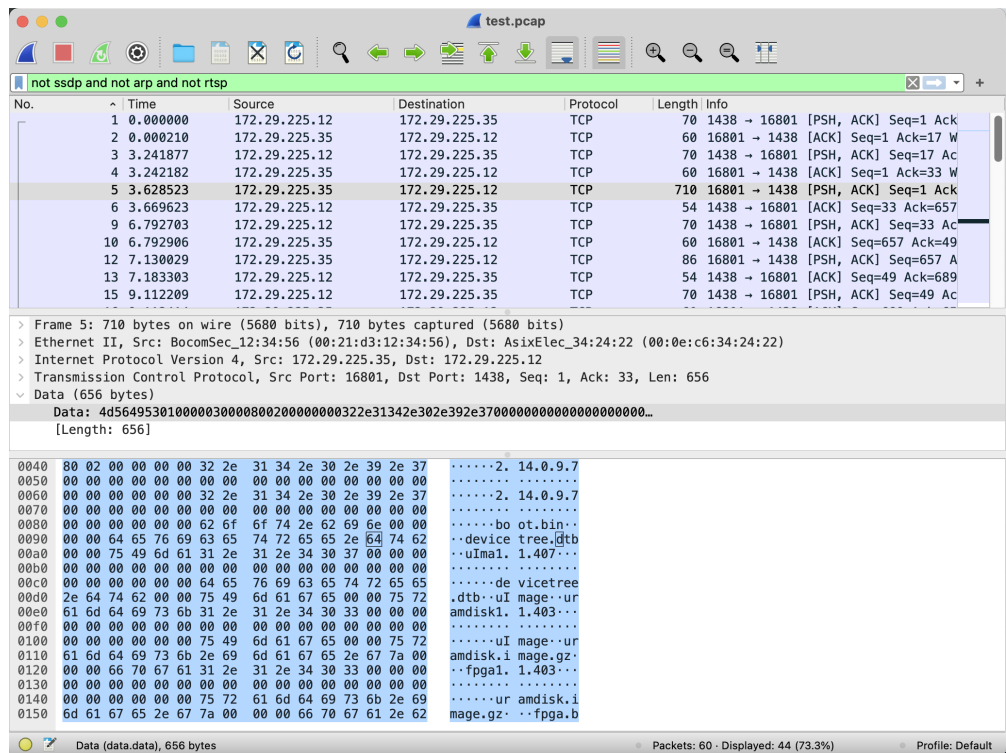 test.pcap
not ssdp and not arp and not rtsp
No. Time Source Destination Protocol Length Info
1 0.000000 172.29.225.12 172.29.225.35 TCP 70 1438 → 16801 [PSH, ACK] Seq=1 Ack
2 0.000210 172.29.225.35 172.29.225.12 TCP 60 16801 → 1438 [ACK] Seq=1 Ack=17 W
3 3.241877 172.29.225.12 172.29.225.35 TCP 70 1438 → 16801 [PSH, ACK] Seq=17 Ac
4 3.242182 172.29.225.35 172.29.225.12 TCP 60 16801 → 1438 [ACK] Seq=1 Ack=33 W
5 3.628523 172.29.225.35 172.29.225.12 TCP 710 16801 → 1438 [PSH, ACK] Seq=1 Ack
6 3.669623 172.29.225.12 172.29.225.35 TCP 54 1438 → 16801 [ACK] Seq=33 Ack=657
9 6.792703 172.29.225.12 172.29.225.35 TCP 70 1438 → 16801 [PSH, ACK] Seq=33 Ac
10 6.792906 172.29.225.35 172.29.225.12 TCP 60 16801 → 1438 [ACK] Seq=657 Ack=49
12 7.130029 172.29.225.35 172.29.225.12 TCP 86 16801 → 1438 [PSH, ACK] Seq=657 A
13 7.183303 172.29.225.12 172.29.225.35 TCP 54 1438 → 16801 [ACK] Seq=49 Ack=689
15 9.112209 172.29.225.12 172.29.225.35 TCP 70 1438 → 16801 [PSH, ACK] Seq=49 Ac
Frame 5: 710 bytes on wire (5680 bits), 710 bytes captured (5680 bits)
Ethernet II, Src: BocomSec_12:34:56 (00:21:d3:12:34:56), Dst: AsixElec_34:24:22 (00:0e:c6:34:24:22)
Internet Protocol Version 4, Src: 172.29.225.35, Dst: 172.29.225.12
Transmission Control Protocol, Src Port: 16801, Dst Port: 1438, Seq: 1, Ack: 33, Len: 656
Data (656 bytes)
Data: 4d564953010000030000800200000000322e31342e302e392e3700000000000000000000…
[Length: 656]
0040 80 02 00 00 00 00 32 2e 31 34 2e 30 2e 39 2e 37 ······2. 14.0.9.7
0050 00 00 00 00 00 00 00 00 00 00 00 00 00 00 00 00 ········ ········
0060 00 00 00 00 00 00 32 2e 31 34 2e 30 2e 39 2e 37 ······2. 14.0.9.7
0070 00 00 00 00 00 00 00 00 00 00 00 00 00 00 00 00 ········ ········
0080 00 00 00 00 00 00 62 6f 6f 74 2e 62 69 6e 00 00 ······bo ot.bin··
0090 00 00 64 65 76 69 63 65 74 72 65 65 2e 64 74 62 ··device tree.dtb
00a0 00 00 75 49 6d 61 31 2e 31 2e 34 30 37 00 00 00 ··uIma1. 1.407···
00b0 00 00 00 00 00 00 00 00 00 00 00 00 00 00 00 00 ········ ········
00c0 00 00 00 00 00 00 64 65 76 69 63 65 74 72 65 65 ······de vicetree
00d0 2e 64 74 62 00 00 75 49 6d 61 67 65 00 00 75 72 .dtb··uI mage··ur
00e0 61 6d 64 69 73 6b 31 2e 31 2e 34 30 33 00 00 00 amdisk1. 1.403···
00f0 00 00 00 00 00 00 00 00 00 00 00 00 00 00 00 00 ········ ········
0100 00 00 00 00 00 00 75 49 6d 61 67 65 00 00 75 72 ······uI mage··ur
0110 61 6d 64 69 73 6b 2e 69 6d 61 67 65 2e 67 7a 00 amdisk.i mage.gz·
0120 00 00 66 70 67 61 31 2e 31 2e 34 30 33 00 00 00 ··fpga1. 1.403···
0130 00 00 00 00 00 00 00 00 00 00 00 00 00 00 00 00 ········ ········
0140 00 00 00 00 00 00 75 72 61 6d 64 69 73 6b 2e 69 ······ur amdisk.i
0150 6d 61 67 65 2e 67 7a 00 00 00 66 70 67 61 2e 62 mage.gz· ··fpga.b
Data (data.data), 656 bytes Packets: 60 · Displayed: 44 (73.3%) Profile: Default